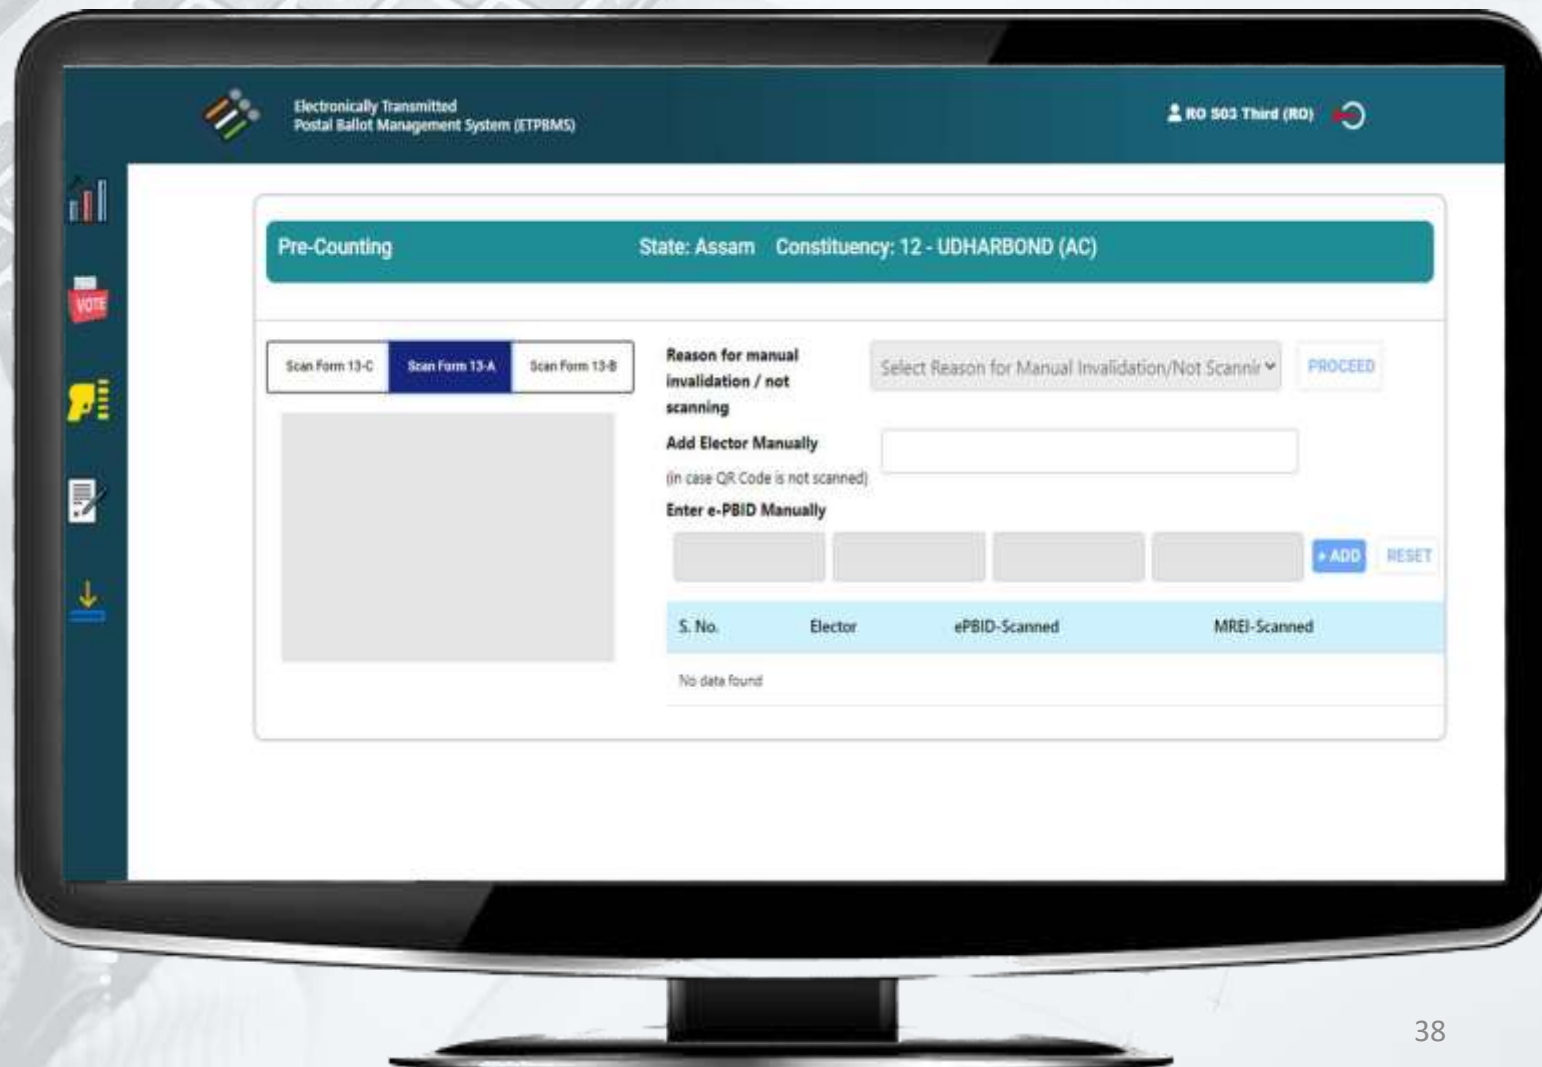 Electronically Transmitted
Postal Ballot Management System (ETPBMS)
RO S03 Third (RO)
VOTE
Pre-Counting
State: Assam Constituency: 12 - UDHARBOND (AC)
Scan Form 13-C
Scan Form 13-A
Scan Form 13-B
Reason for manual
invalidation / not
scanning
Select Reason for Manual Invalidation/Not Scannin
PROCEED
Add Elector Manually
(in case QR Code is not scanned)
Enter e-PBID Manually
+ ADD
RESET
S. No. Elector ePBID-Scanned MREI-Scanned
No data found
38